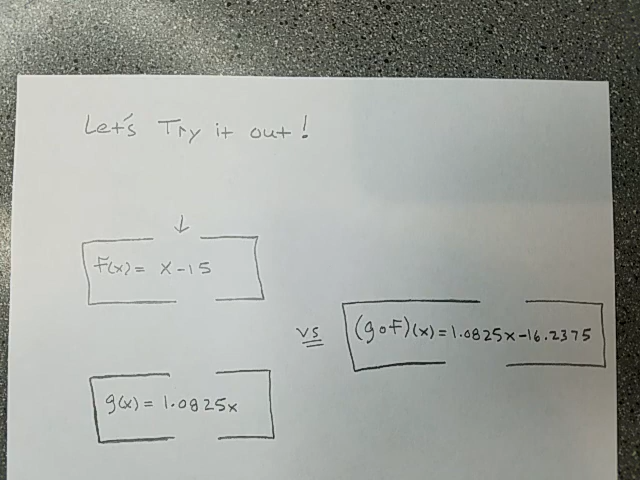 Let's Try it out!
↓
F(x) = x-15
vs
(g∘F)(x) = 1.0825x-16.2375
g(x) = 1.0825x